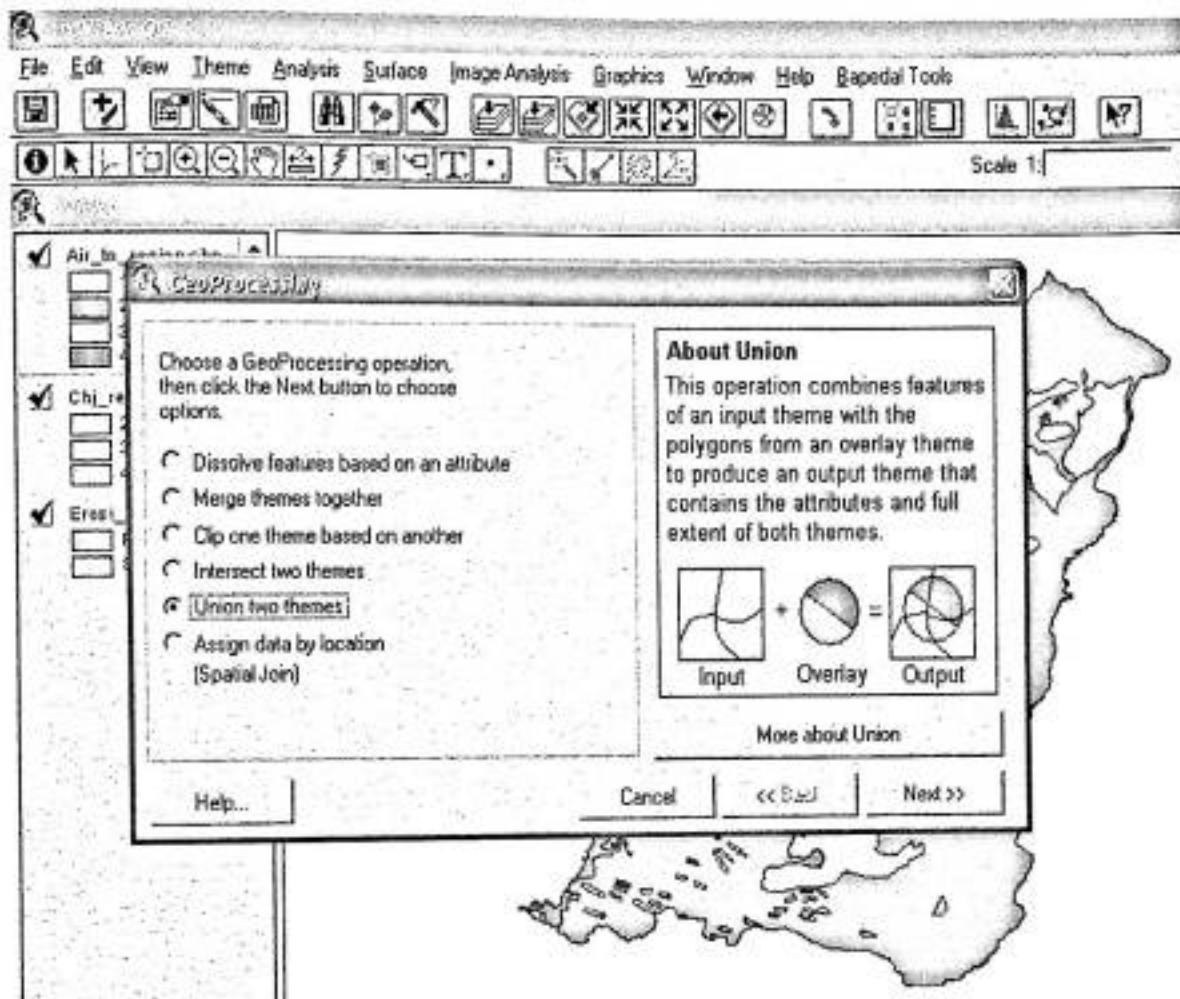 File Edit View Theme Analysis Surface Image Analysis Graphics Window Help Bapedal Tools
Scale 1:
GeoProcessing
Choose a GeoProcessing operation,
then click the Next button to choose
options.
Dissolve features based on an attribute
Merge themes together
Clip one theme based on another
Intersect two themes
Union two themes
Assign data by location
(Spatial Join)
About Union
This operation combines features
of an input theme with the
polygons from an overlay theme
to produce an output theme that
contains the attributes and full
extent of both themes.
+ =
Input Overlay Output
More about Union
Help... Cancel << Next >>